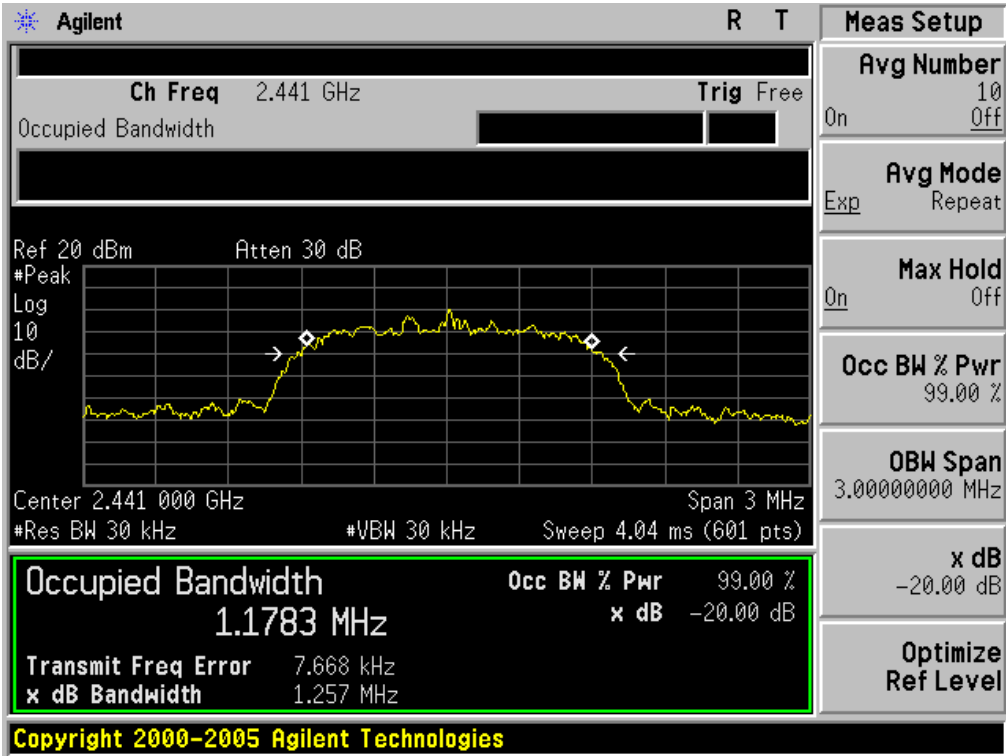 Agilent R T
Ch Freq 2.441 GHz Trig Free
Occupied Bandwidth
Ref 20 dBm Atten 30 dB
#Peak
Log
10
dB/
Center 2.441 000 GHz Span 3 MHz
#Res BW 30 kHz #VBW 30 kHz Sweep 4.04 ms (601 pts)
Occupied Bandwidth Occ BW % Pwr 99.00 %
1.1783 MHz x dB -20.00 dB
Transmit Freq Error 7.668 kHz
x dB Bandwidth 1.257 MHz
Copyright 2000-2005 Agilent Technologies
Meas Setup
Avg Number
10
On Off
Avg Mode
Exp Repeat
Max Hold
On Off
Occ BW % Pwr
99.00 %
OBW Span
3.00000000 MHz
x dB
-20.00 dB
Optimize
Ref Level